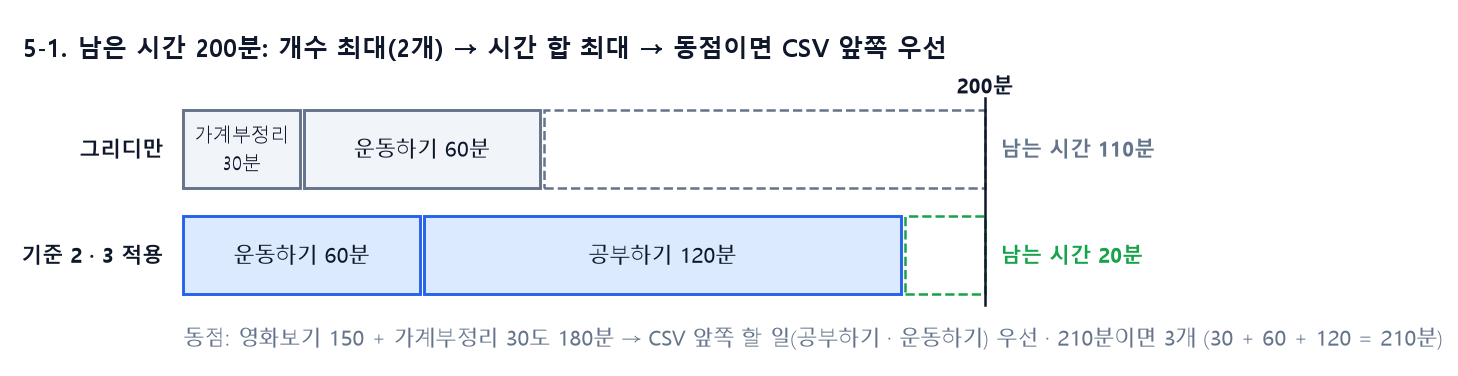 5-1. 남은 시간 200분: 개수 최대(2개) → 시간 합 최대 → 동점이면 CSV 앞쪽 우선
200분
그리디만
가계부정리
30분
운동하기 60분
남는 시간 110분
기준 2 · 3 적용
운동하기 60분
공부하기 120분
남는 시간 20분
동점: 영화보기 150 + 가계부정리 30도 180분 → CSV 앞쪽 할 일(공부하기 · 운동하기) 우선 · 210분이면 3개 (30 + 60 + 120 = 210분)